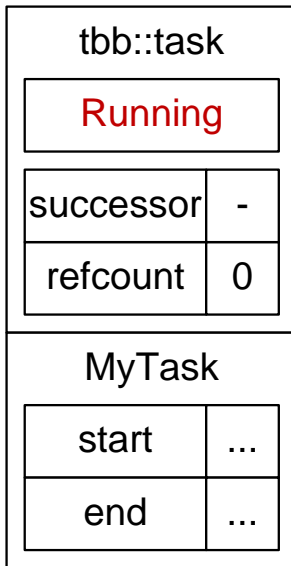 tbb::task
Running
successor -
refcount 0
MyTask
start ...
end ...